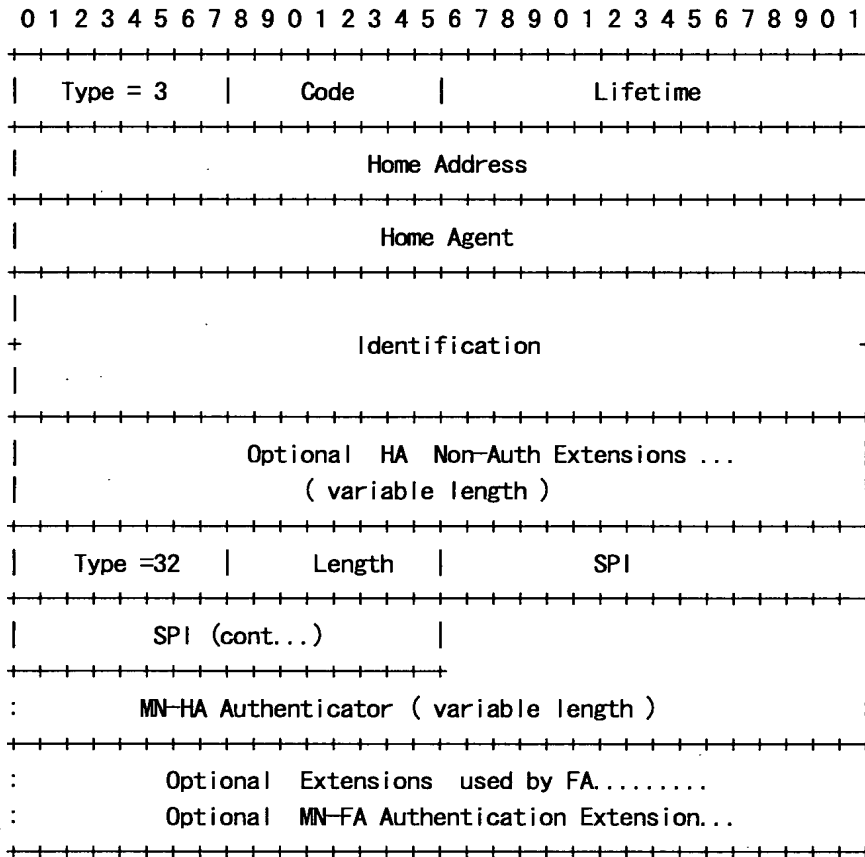 0 1 2 3 4 5 6 7 8 9 0 1 2 3 4 5 6 7 8 9 0 1 2 3 4 5 6 7 8 9 0 1
+-+-+-+-+-+-+-+-+-+-+-+-+-+-+-+-+-+-+-+-+-+-+-+-+-+-+-+-+-+-+-+-+
| Type = 3 | Code | Lifetime
+-+-+-+-+-+-+-+-+-+-+-+-+-+-+-+-+-+-+-+-+-+-+-+-+-+-+-+-+-+-+-+-+
| Home Address
+-+-+-+-+-+-+-+-+-+-+-+-+-+-+-+-+-+-+-+-+-+-+-+-+-+-+-+-+-+-+-+-+
| Home Agent
+-+-+-+-+-+-+-+-+-+-+-+-+-+-+-+-+-+-+-+-+-+-+-+-+-+-+-+-+-+-+-+-+
|
+ Identification -
|
+-+-+-+-+-+-+-+-+-+-+-+-+-+-+-+-+-+-+-+-+-+-+-+-+-+-+-+-+-+-+-+-+
| Optional HA Non-Auth Extensions ...
| ( variable length )
+-+-+-+-+-+-+-+-+-+-+-+-+-+-+-+-+-+-+-+-+-+-+-+-+-+-+-+-+-+-+-+-+
| Type =32 | Length | SPI
+-+-+-+-+-+-+-+-+-+-+-+-+-+-+-+-+-+-+-+-+-+-+-+-+-+-+-+-+-+-+-+-+
| SPI (cont...) |
+-+-+-+-+-+-+-+-+-+-+-+-+-+-+-+-+
: MN-HA Authenticator ( variable length ) :
+-+-+-+-+-+-+-+-+-+-+-+-+-+-+-+-+-+-+-+-+-+-+-+-+-+-+-+-+-+-+-+-+
: Optional Extensions used by FA.........
: Optional MN-FA Authentication Extension...
+-+-+-+-+-+-+-+-+-+-+-+-+-+-+-+-+-+-+-+-+-+-+-+-+-+-+-+-+-+-+-+-+